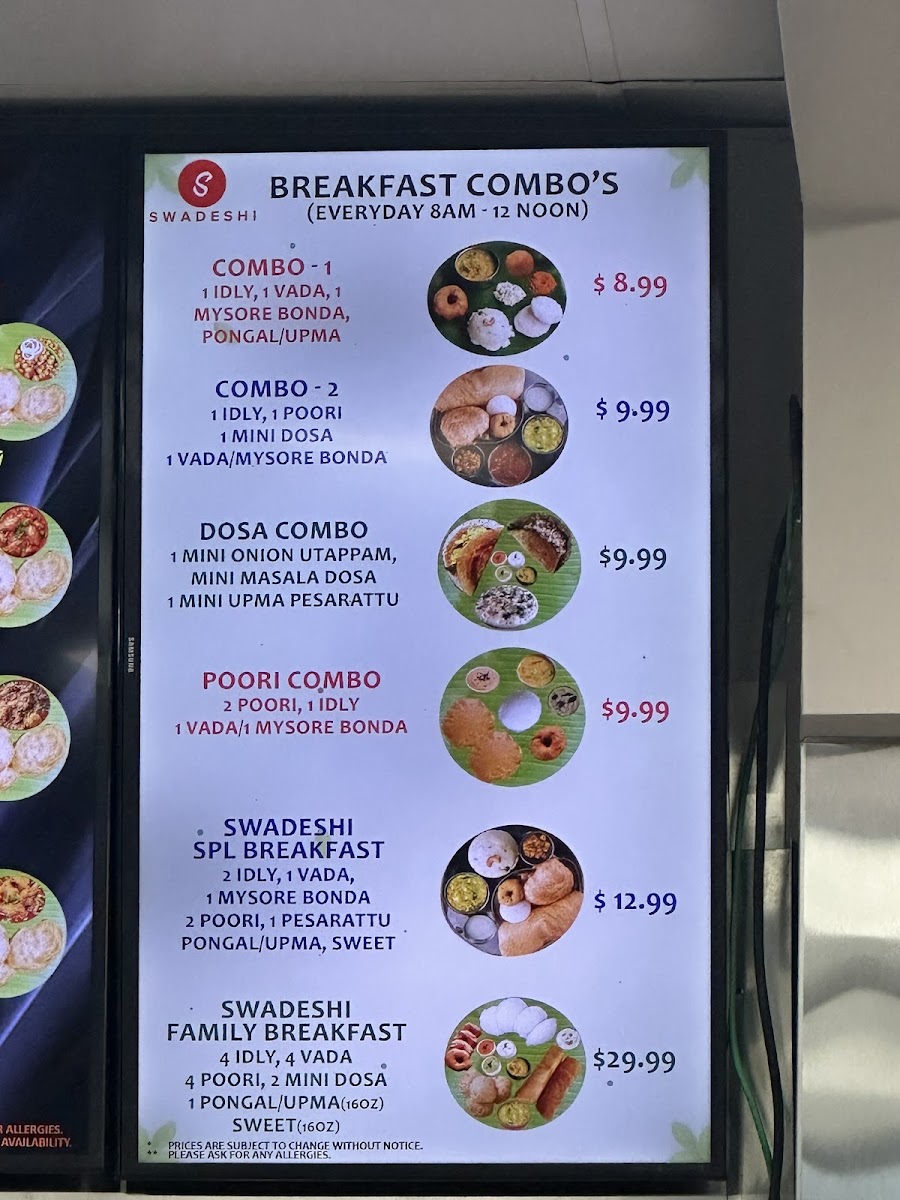 S
SWADESHI
BREAKFAST COMBO'S
(EVERYDAY 8AM - 12 NOON)
COMBO - 1
1 IDLY, 1 VADA, 1
MYSORE BONDA,
PONGAL/UPMA
$ 8.99
COMBO - 2
1 IDLY, 1 POORI
1 MINI DOSA
1 VADA/MYSORE BONDA
$ 9.99
DOSA COMBO
1 MINI ONION UTAPPAM,
MINI MASALA DOSA
1 MINI UPMA PESARATTU
$9.99
POORI COMBO
2 POORI, 1 IDLY
1 VADA/1 MYSORE BONDA
$9.99
SWADESHI
SPL BREAKFAST
2 IDLY, 1 VADA,
1 MYSORE BONDA
2 POORI, 1 PESARATTU
PONGAL/UPMA, SWEET
$ 12.99
SWADESHI
FAMILY BREAKFAST
4 IDLY, 4 VADA
4 POORI, 2 MINI DOSA
1 PONGAL/UPMA(16OZ)
SWEET(16OZ)
$29.99
* PRICES ARE SUBJECT TO CHANGE WITHOUT NOTICE.
** PLEASE ASK FOR ANY ALLERGIES.
SAMSUNG
ALLERGIES.
AVAILABILITY.